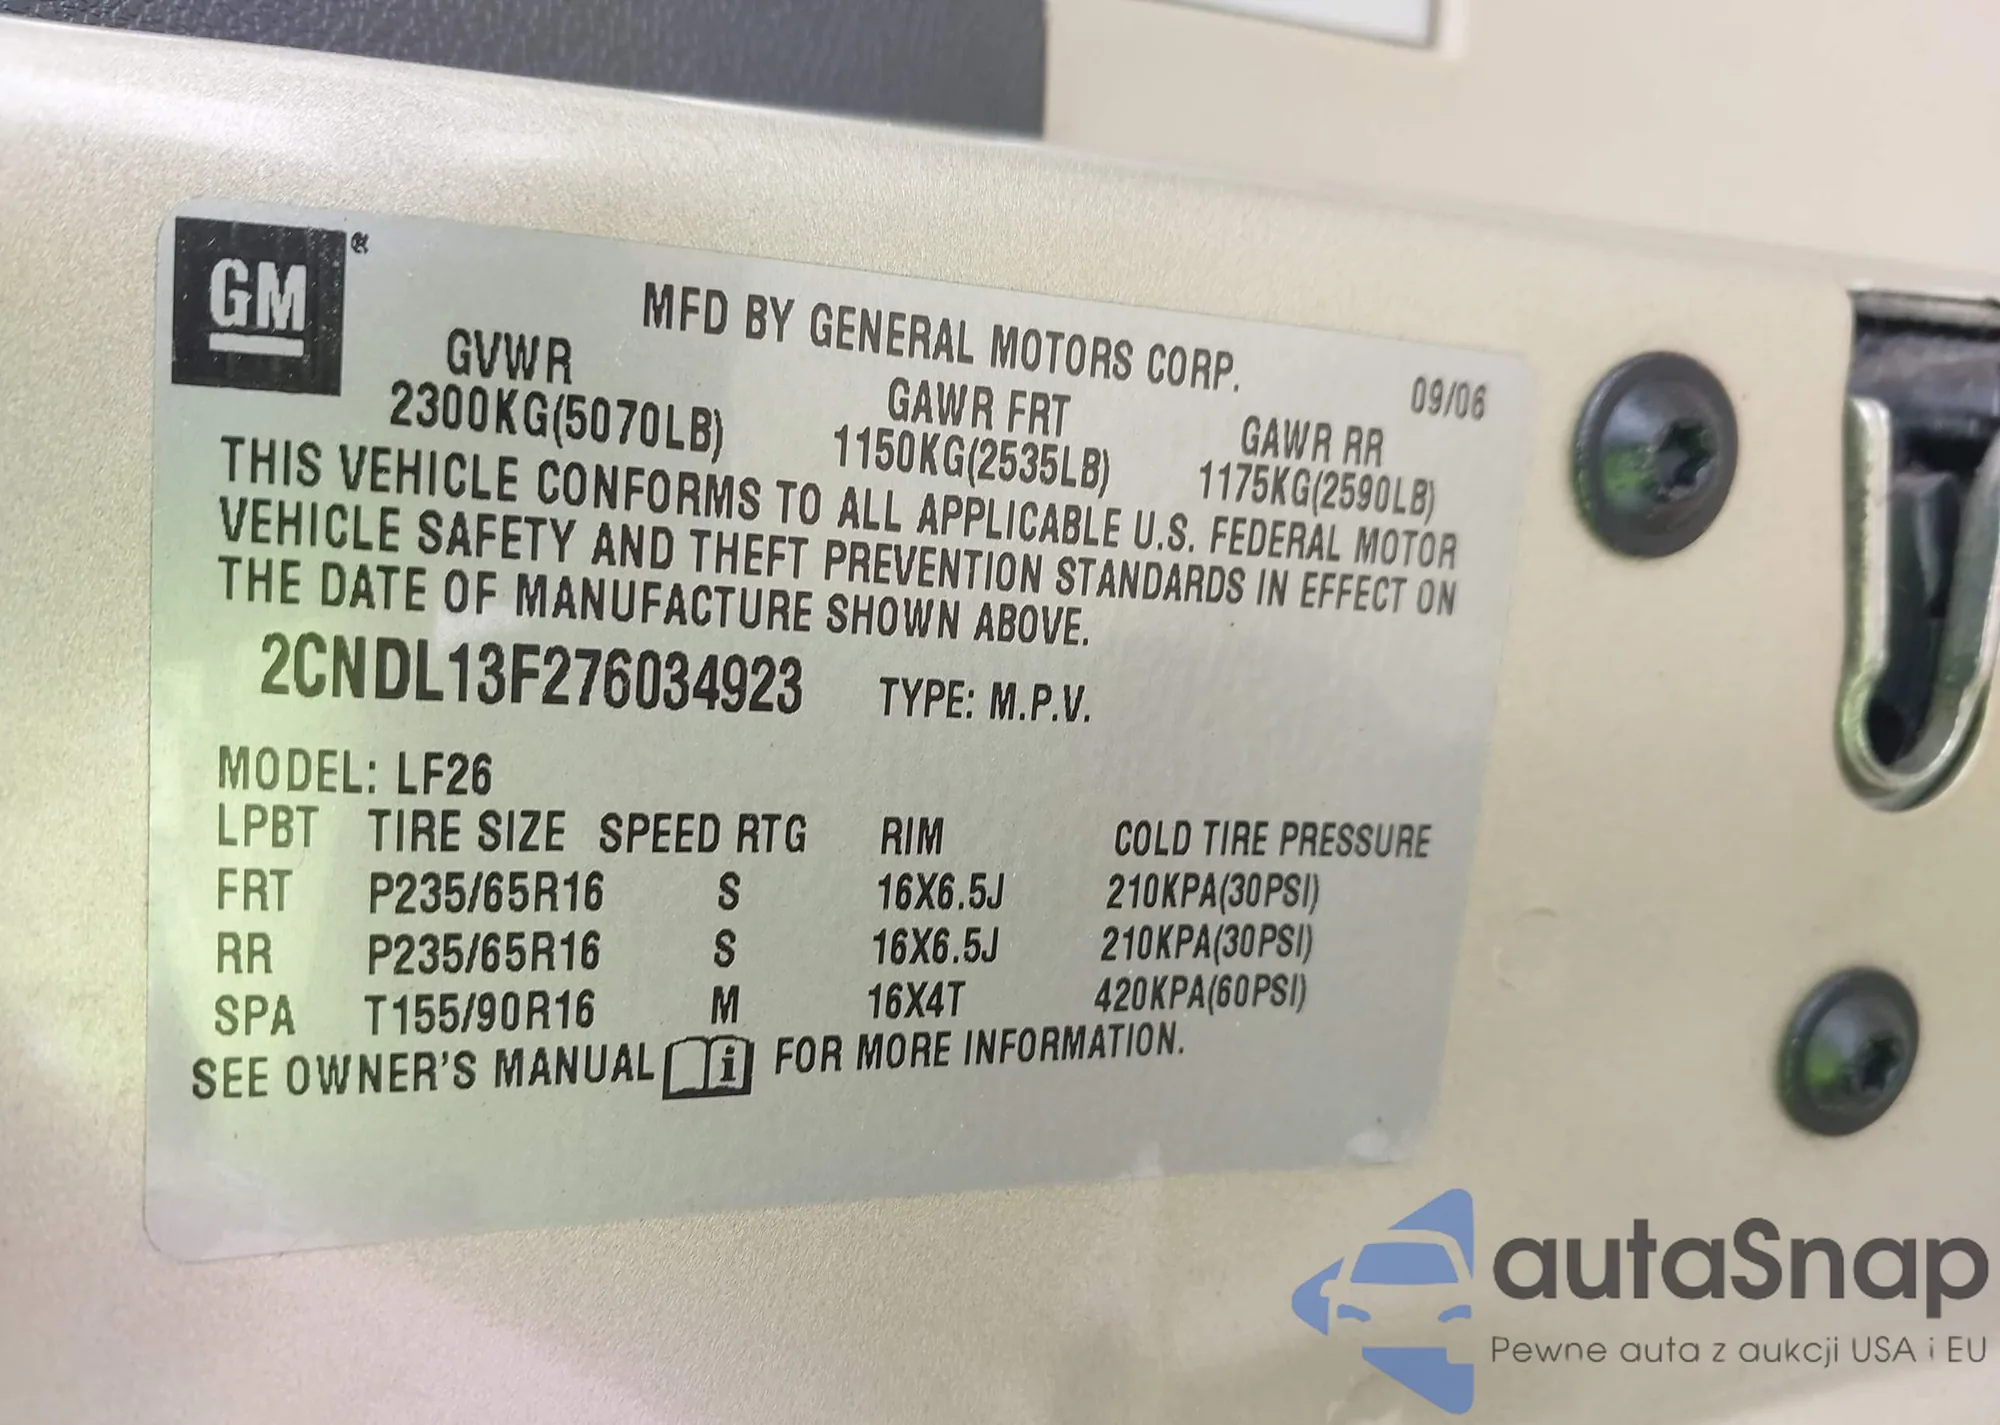 GM®
MFD BY GENERAL MOTORS CORP.
09/06
GVWR GAWR FRT GAWR RR
2300KG(5070LB) 1150KG(2535LB) 1175KG(2590LB)
THIS VEHICLE CONFORMS TO ALL APPLICABLE U.S. FEDERAL MOTOR
VEHICLE SAFETY AND THEFT PREVENTION STANDARDS IN EFFECT ON
THE DATE OF MANUFACTURE SHOWN ABOVE.
2CNDL13F276034923 TYPE: M.P.V.
MODEL: LF26
LPBT TIRE SIZE SPEED RTG RIM COLD TIRE PRESSURE
FRT P235/65R16 S 16X6.5J 210KPA(30PSI)
RR P235/65R16 S 16X6.5J 210KPA(30PSI)
SPA T155/90R16 M 16X4T 420KPA(60PSI)
SEE OWNER'S MANUAL i FOR MORE INFORMATION.
autaSnap
Pewne auta z aukcji USA i EU